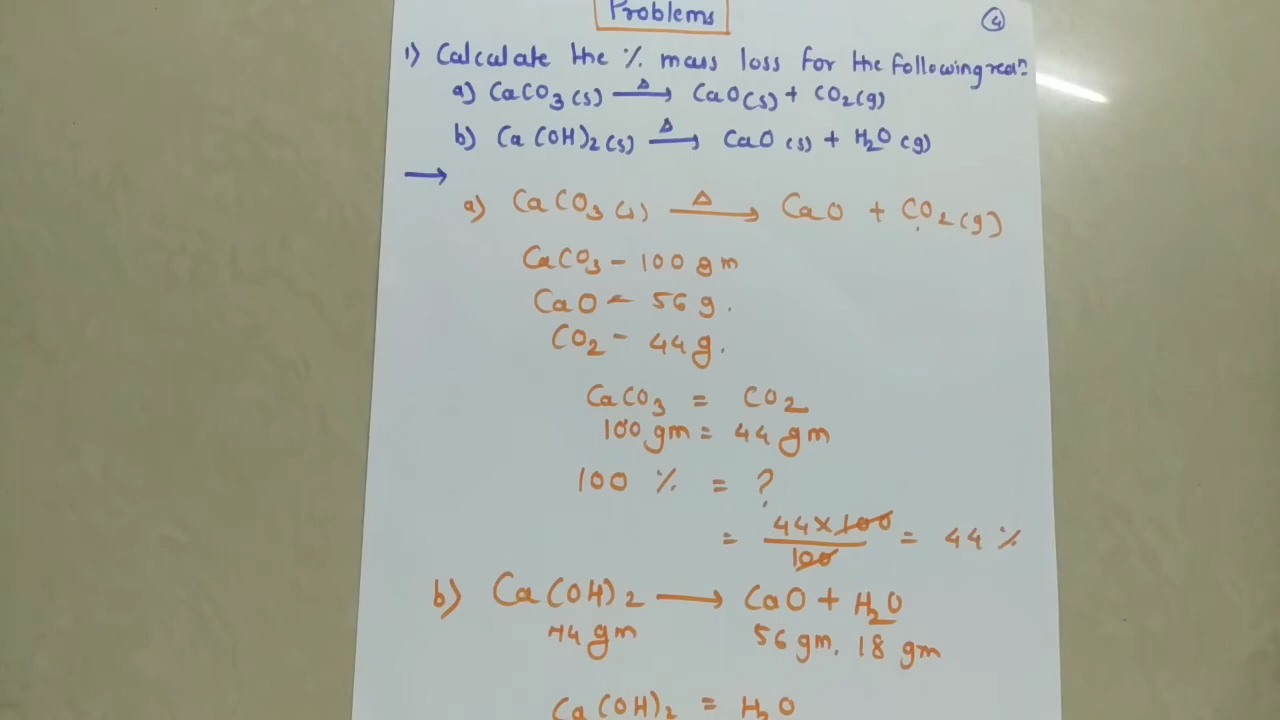 Problems
4
1) Calculate the % mass loss for the following rean
a) CaCO3(s) —Δ→ CaO(s) + CO2(g)
b) Ca(OH)2(s) —Δ→ CaO(s) + H2O(g)
→
a) CaCO3(s) —Δ→ CaO + CO2(g)
CaCO3 - 100 gm
CaO - 56 g.
CO2 - 44 g.
CaCO3 = CO2
100 gm = 44 gm
100 % = ?
= 44 x 100 / 100 = 44 %
b) Ca(OH)2 → CaO + H2O
74 gm 56 gm. 18 gm
Ca(OH)2 = H2O